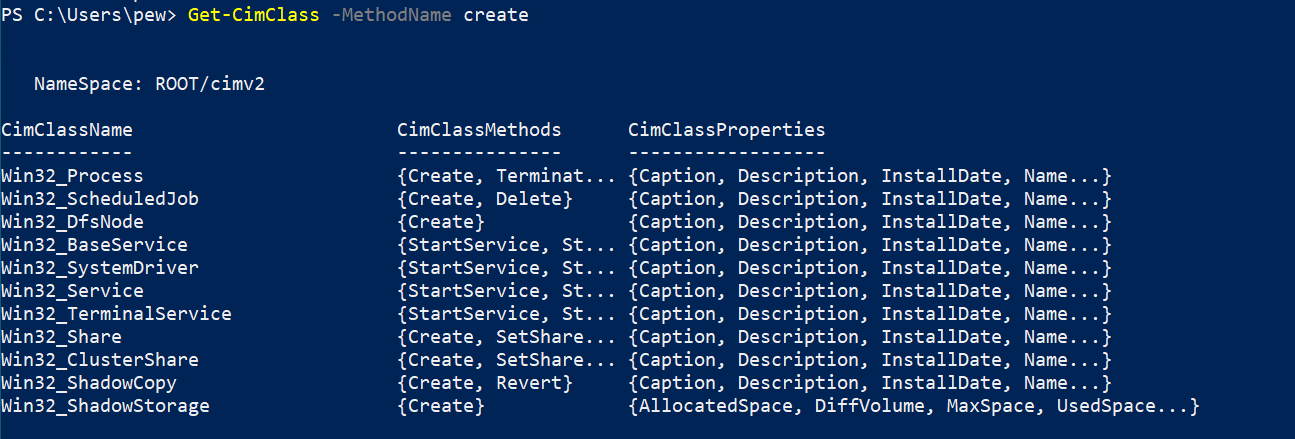 PS C:\Users\pew> Get-CimClass -MethodName create
NameSpace: ROOT/cimv2
CimClassName CimClassMethods CimClassProperties
------------ --------------- ------------------
Win32_Process {Create, Terminat... {Caption, Description, InstallDate, Name...}
Win32_ScheduledJob {Create, Delete} {Caption, Description, InstallDate, Name...}
Win32_DfsNode {Create} {Caption, Description, InstallDate, Name...}
Win32_BaseService {StartService, St... {Caption, Description, InstallDate, Name...}
Win32_SystemDriver {StartService, St... {Caption, Description, InstallDate, Name...}
Win32_Service {StartService, St... {Caption, Description, InstallDate, Name...}
Win32_TerminalService {StartService, St... {Caption, Description, InstallDate, Name...}
Win32_Share {Create, SetShare... {Caption, Description, InstallDate, Name...}
Win32_ClusterShare {Create, SetShare... {Caption, Description, InstallDate, Name...}
Win32_ShadowCopy {Create, Revert} {Caption, Description, InstallDate, Name...}
Win32_ShadowStorage {Create} {AllocatedSpace, DiffVolume, MaxSpace, UsedSpace...}